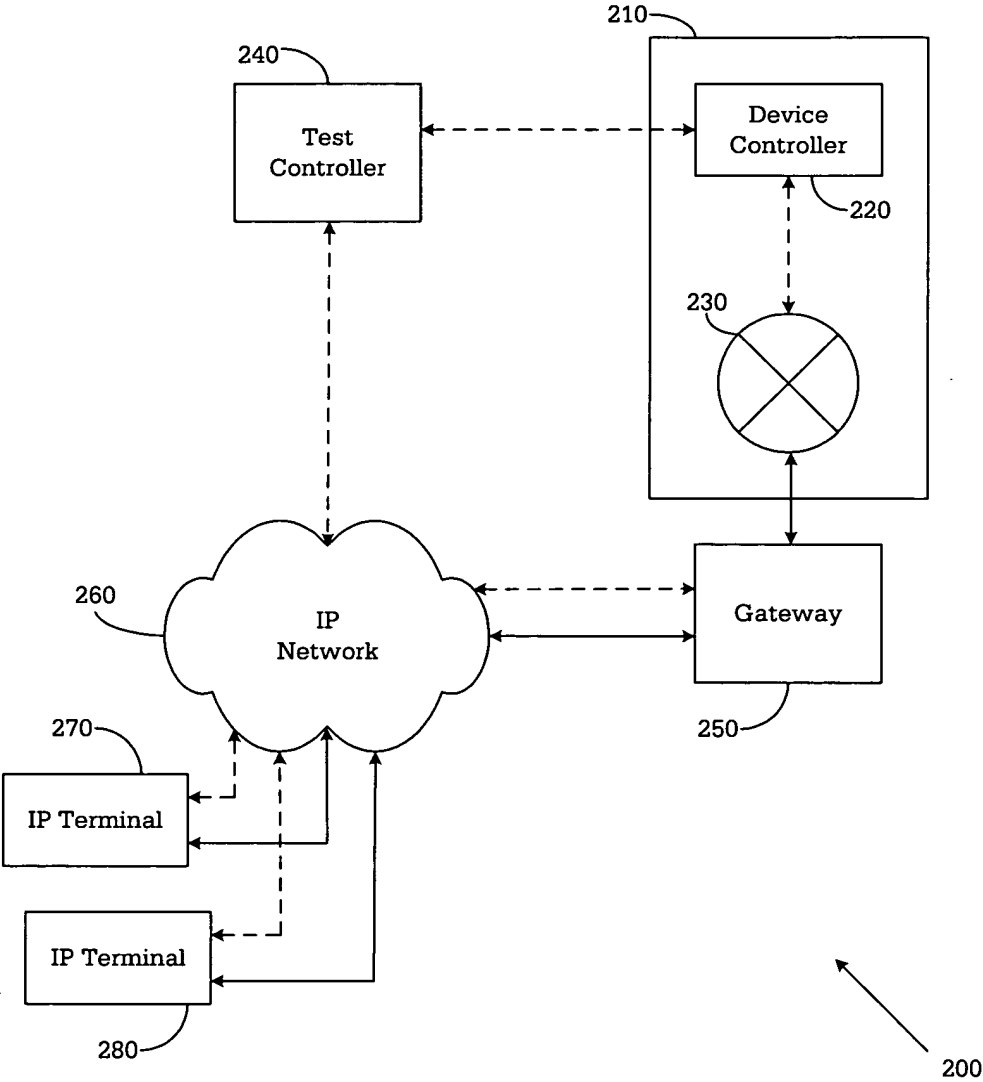 210
240
Test
Controller
Device
Controller
220
230
260
IP
Network
Gateway
250
270
IP Terminal
IP Terminal
280
200